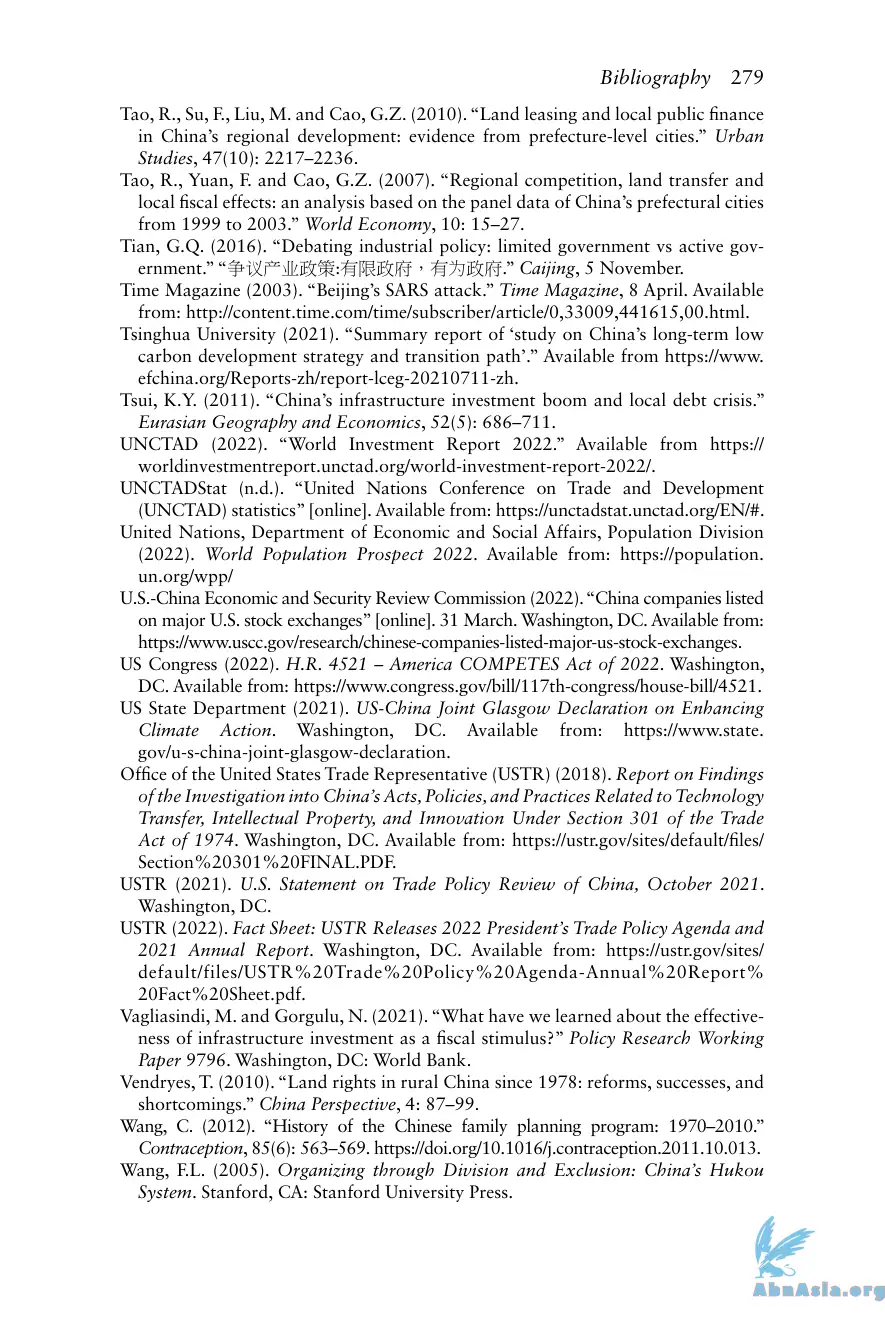 Bibliography 279
Tao, R., Su, F., Liu, M. and Cao, G.Z. (2010). “Land leasing and local public finance
in China’s regional development: evidence from prefecture-level cities.” Urban
Studies, 47(10): 2217–2236.
Tao, R., Yuan, F. and Cao, G.Z. (2007). “Regional competition, land transfer and
local fiscal effects: an analysis based on the panel data of China’s prefectural cities
from 1999 to 2003.” World Economy, 10: 15–27.
Tian, G.Q. (2016). “Debating industrial policy: limited government vs active gov-
ernment.” “争议产业政策:有限政府，有为政府.” Caijing, 5 November.
Time Magazine (2003). “Beijing’s SARS attack.” Time Magazine, 8 April. Available
from: http://content.time.com/time/subscriber/article/0,33009,441615,00.html.
Tsinghua University (2021). “Summary report of ‘study on China’s long-term low
carbon development strategy and transition path’.” Available from https://www.
efchina.org/Reports-zh/report-lceg-20210711-zh.
Tsui, K.Y. (2011). “China’s infrastructure investment boom and local debt crisis.”
Eurasian Geography and Economics, 52(5): 686–711.
UNCTAD (2022). “World Investment Report 2022.” Available from https://
worldinvestmentreport.unctad.org/world-investment-report-2022/.
UNCTADStat (n.d.). “United Nations Conference on Trade and Development
(UNCTAD) statistics” [online]. Available from: https://unctadstat.unctad.org/EN/#.
United Nations, Department of Economic and Social Affairs, Population Division
(2022). World Population Prospect 2022. Available from: https://population.
un.org/wpp/
U.S.-China Economic and Security Review Commission (2022). “China companies listed
on major U.S. stock exchanges” [online]. 31 March. Washington, DC. Available from:
https://www.uscc.gov/research/chinese-companies-listed-major-us-stock-exchanges.
US Congress (2022). H.R. 4521 – America COMPETES Act of 2022. Washington,
DC. Available from: https://www.congress.gov/bill/117th-congress/house-bill/4521.
US State Department (2021). US-China Joint Glasgow Declaration on Enhancing
Climate Action. Washington, DC. Available from: https://www.state.
gov/u-s-china-joint-glasgow-declaration.
Office of the United States Trade Representative (USTR) (2018). Report on Findings
of the Investigation into China’s Acts, Policies, and Practices Related to Technology
Transfer, Intellectual Property, and Innovation Under Section 301 of the Trade
Act of 1974. Washington, DC. Available from: https://ustr.gov/sites/default/files/
Section%20301%20FINAL.PDF.
USTR (2021). U.S. Statement on Trade Policy Review of China, October 2021.
Washington, DC.
USTR (2022). Fact Sheet: USTR Releases 2022 President’s Trade Policy Agenda and
2021 Annual Report. Washington, DC. Available from: https://ustr.gov/sites/
default/files/USTR%20Trade%20Policy%20Agenda-Annual%20Report%
20Fact%20Sheet.pdf.
Vagliasindi, M. and Gorgulu, N. (2021). “What have we learned about the effective-
ness of infrastructure investment as a fiscal stimulus?” Policy Research Working
Paper 9796. Washington, DC: World Bank.
Vendryes, T. (2010). “Land rights in rural China since 1978: reforms, successes, and
shortcomings.” China Perspective, 4: 87–99.
Wang, C. (2012). “History of the Chinese family planning program: 1970–2010.”
Contraception, 85(6): 563–569. https://doi.org/10.1016/j.contraception.2011.10.013.
Wang, F.L. (2005). Organizing through Division and Exclusion: China’s Hukou
System. Stanford, CA: Stanford University Press.
AbnAsia.org